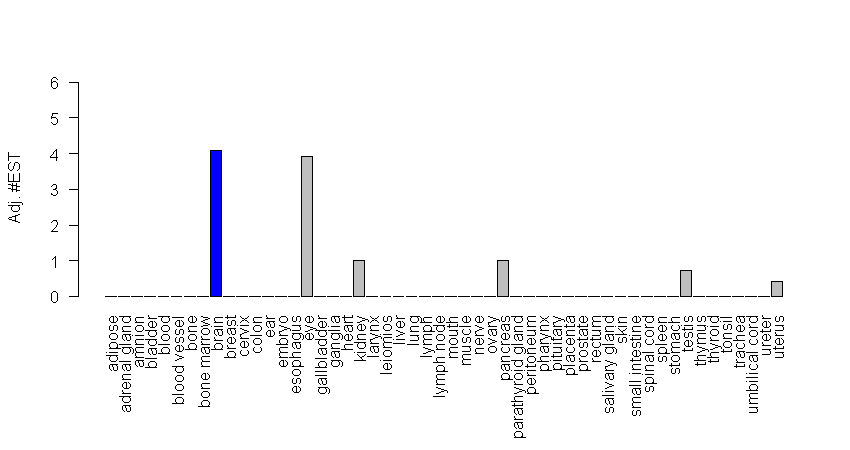 Adj. #EST
6
5
4
3
2
1
0
adipose
adrenal gland
amnion
bladder
blood
blood vessel
bone
bone marrow
brain
breast
cervix
colon
ear
embryo
esophagus
eye
gallbladder
ganglia
heart
kidney
larynx
leiomios
liver
lung
lymph
lymph node
mouth
muscle
nerve
ovary
pancreas
parathyroid gland
peritoneum
pharynx
pituitary
placenta
prostate
rectum
salivary gland
skin
small intestine
spinal cord
spleen
stomach
testis
thymus
thyroid
tonsil
trachea
umbilical cord
ureter
uterus